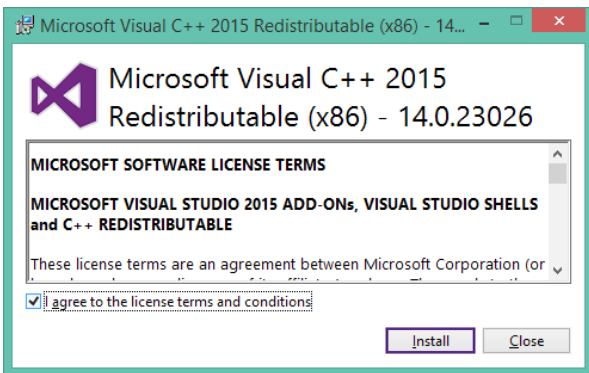 Microsoft Visual C++ 2015 Redistributable (x86) - 14...
Microsoft Visual C++ 2015
Redistributable (x86) - 14.0.23026
MICROSOFT SOFTWARE LICENSE TERMS
MICROSOFT VISUAL STUDIO 2015 ADD-ONs, VISUAL STUDIO SHELLS
and C++ REDISTRIBUTABLE
These license terms are an agreement between Microsoft Corporation (or
I agree to the license terms and conditions
Install Close